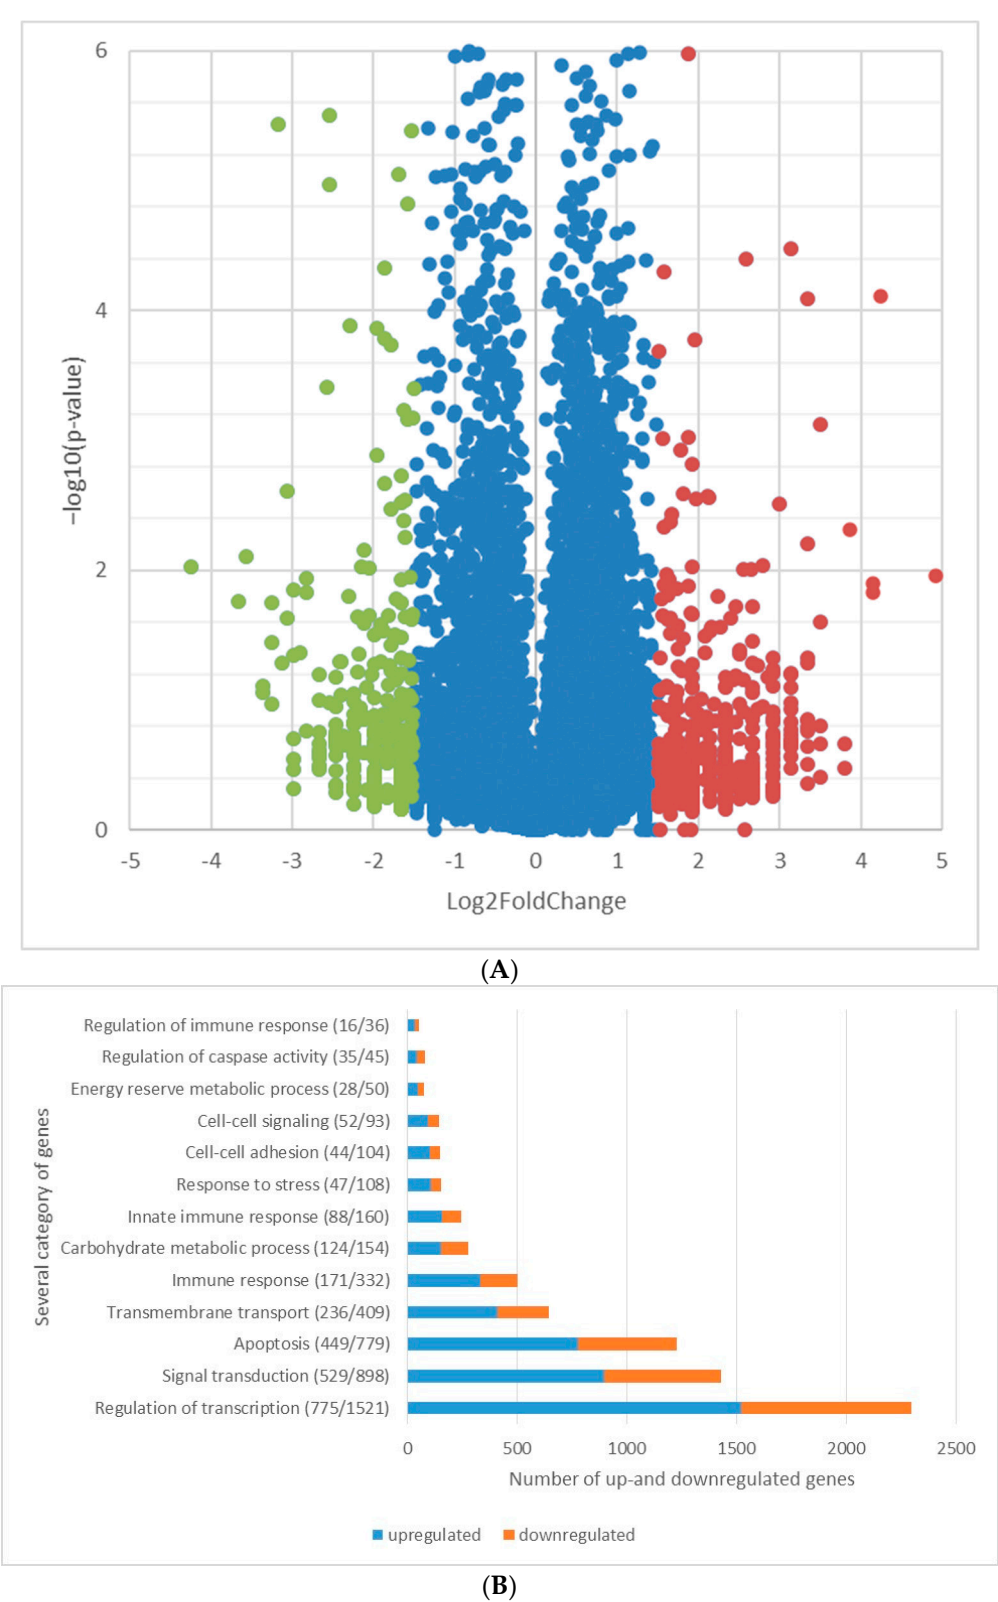 6
4
2
0
−log10(p-value)
-5 -4 -3 -2 -1 0 1 2 3 4 5
Log2FoldChange
(A)
Several category of genes
Regulation of immune response (16/36)
Regulation of caspase activity (35/45)
Energy reserve metabolic process (28/50)
Cell-cell signaling (52/93)
Cell-cell adhesion (44/104)
Response to stress (47/108)
Innate immune response (88/160)
Carbohydrate metabolic process (124/154)
Immune response (171/332)
Transmembrane transport (236/409)
Apoptosis (449/779)
Signal transduction (529/898)
Regulation of transcription (775/1521)
0 500 1000 1500 2000 2500
Number of up-and downregulated genes
upregulated downregulated
(B)